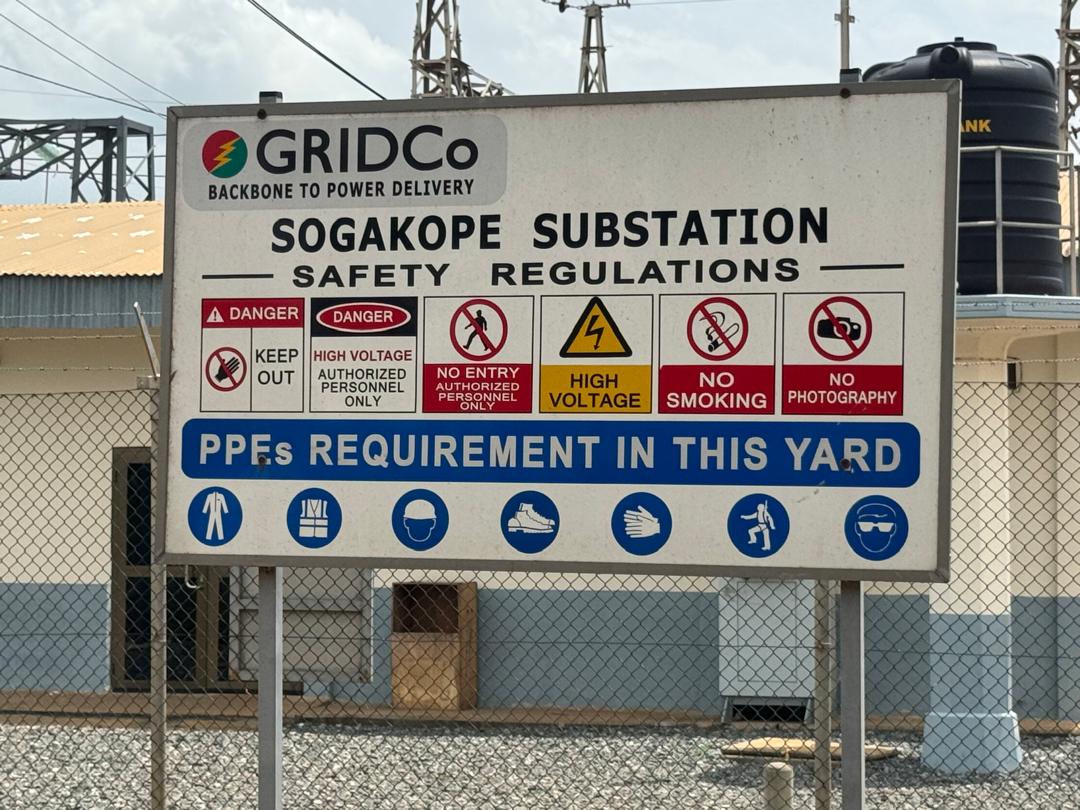 GRIDCo
BACKBONE TO POWER DELIVERY
SOGAKOPE SUBSTATION
SAFETY REGULATIONS
DANGER
KEEP
OUT
DANGER
HIGH VOLTAGE
AUTHORIZED
PERSONNEL
ONLY
NO ENTRY
AUTHORIZED
PERSONNEL
ONLY
HIGH
VOLTAGE
NO
SMOKING
NO
PHOTOGRAPHY
PPEs REQUIREMENT IN THIS YARD